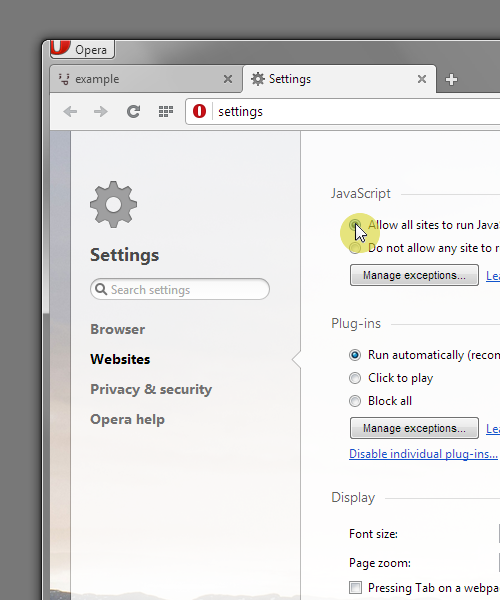 Opera
example
Settings
settings
Settings
Search settings
Browser
Websites
Privacy & security
Opera help
JavaScript
Allow all sites to run Java
Do not allow any site to r
Manage exceptions...
Lea
Plug-ins
Run automatically (recon
Click to play
Block all
Manage exceptions...
Lea
Disable individual plug-ins...
Display
Font size:
Page zoom:
Pressing Tab on a webpa